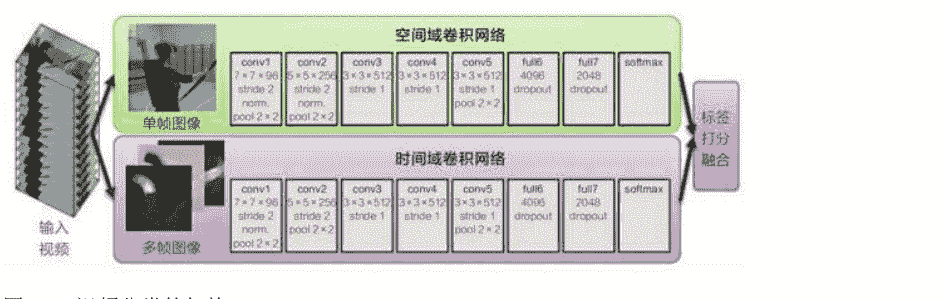 空间域卷积网络
conv1
7×7×96
stride 2
norm.
pool 2×2
conv2
5×5×256
stride 2
norm.
pool 2×2
conv3
3×3×512
stride 1
conv4
3×3×512
stride 1
conv5
3×3×512
stride 1
pool 2×2
full6
4096
dropout
full7
2048
dropout
softmax
单帧图像
时间域卷积网络
conv1
7×7×96
stride 2
norm.
pool 2×2
conv2
5×5×256
stride 2
pool 2×2
conv3
3×3×512
stride 1
conv4
3×3×512
stride 1
conv5
3×3×512
stride 1
pool 2×2
full6
4096
dropout
full7
2048
dropout
softmax
多帧图像
输入
视频
标签
打分
融合